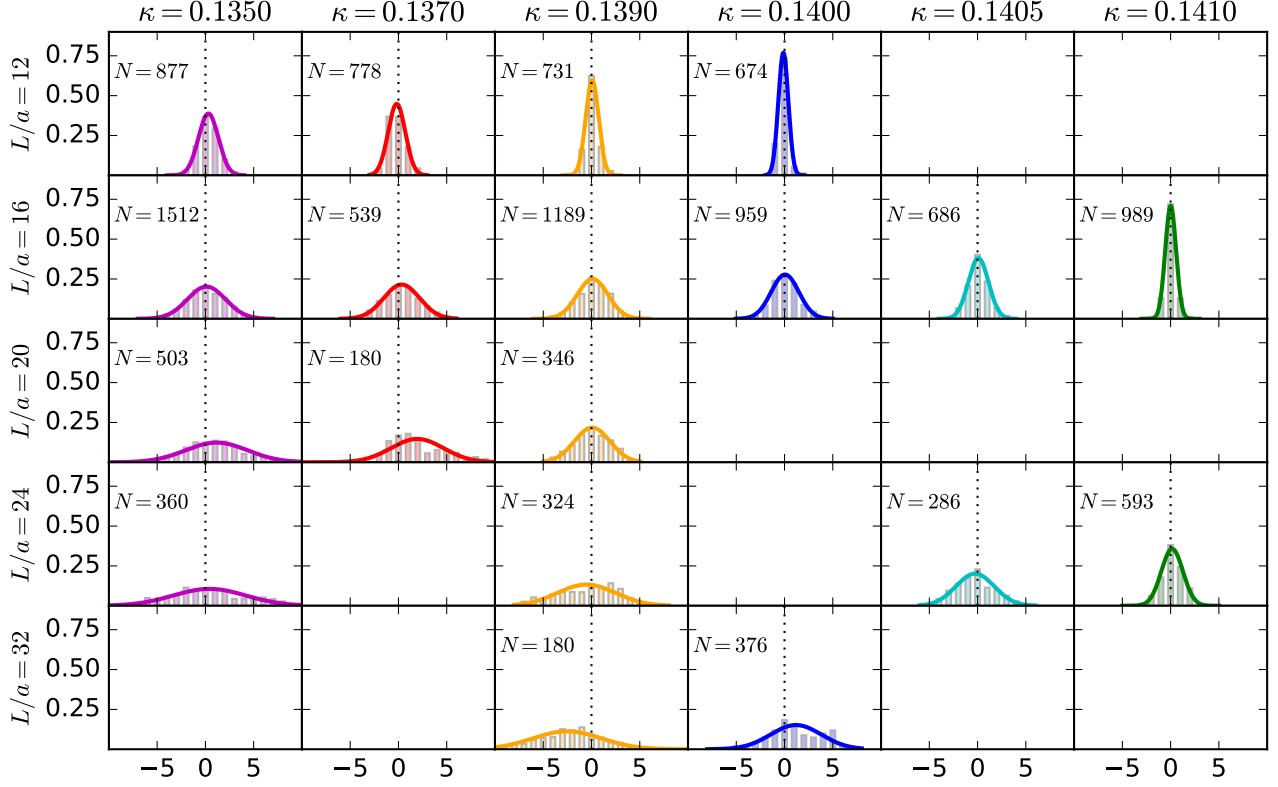 κ = 0.1350 κ = 0.1370 κ = 0.1390 κ = 0.1400 κ = 0.1405 κ = 0.1410
L/a = 12
0.75
0.50
0.25
N = 877 N = 778 N = 731 N = 674
L/a = 16
0.75
0.50
0.25
N = 1512 N = 539 N = 1189 N = 959 N = 686 N = 989
L/a = 20
0.75
0.50
0.25
N = 503 N = 180 N = 346
L/a = 24
0.75
0.50
0.25
N = 360 N = 324 N = 286 N = 593
L/a = 32
0.75
0.50
0.25
N = 180 N = 376
−5 0 5 −5 0 5 −5 0 5 −5 0 5 −5 0 5 −5 0 5